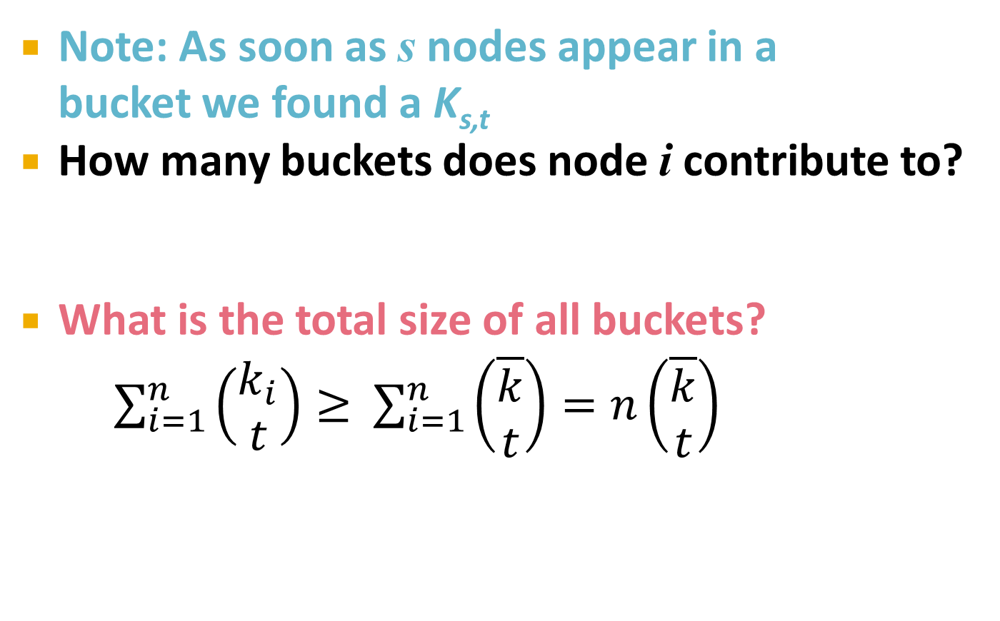 ▪ Note: As soon as s nodes appear in a
bucket we found a K_{s,t}
▪ How many buckets does node i contribute to?
▪ What is the total size of all buckets?
\sum_{i=1}^{n} \binom{k_i}{t} \geq \sum_{i=1}^{n} \binom{\overline{k}}{t} = n \binom{\overline{k}}{t}